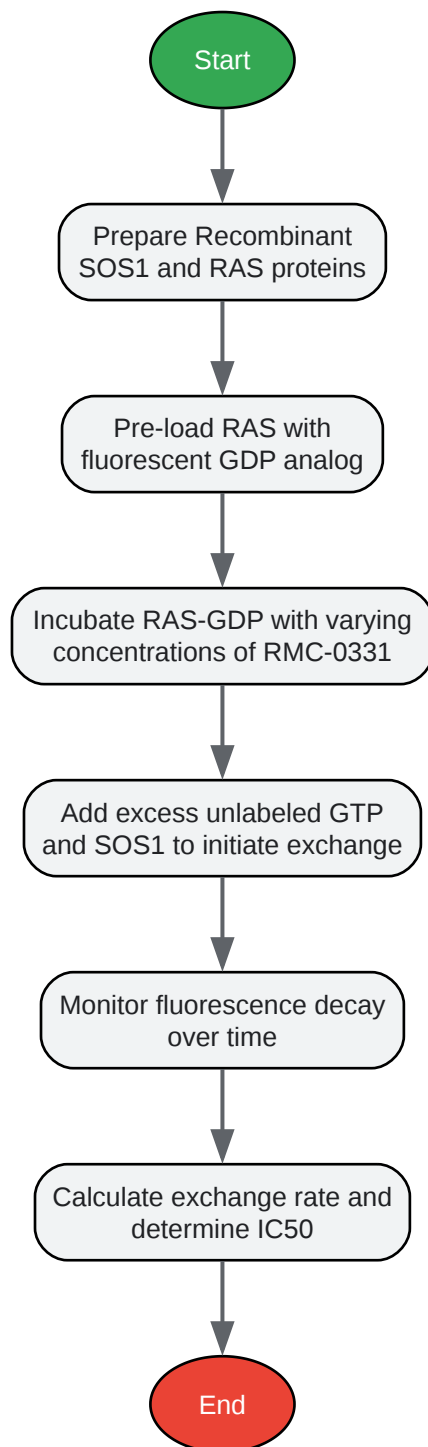 Start
Prepare Recombinant
SOS1 and RAS proteins
Pre-load RAS with
fluorescent GDP analog
Incubate RAS-GDP with varying
concentrations of RMC-0331
Add excess unlabeled GTP
and SOS1 to initiate exchange
Monitor fluorescence decay
over time
Calculate exchange rate and
determine IC50
End